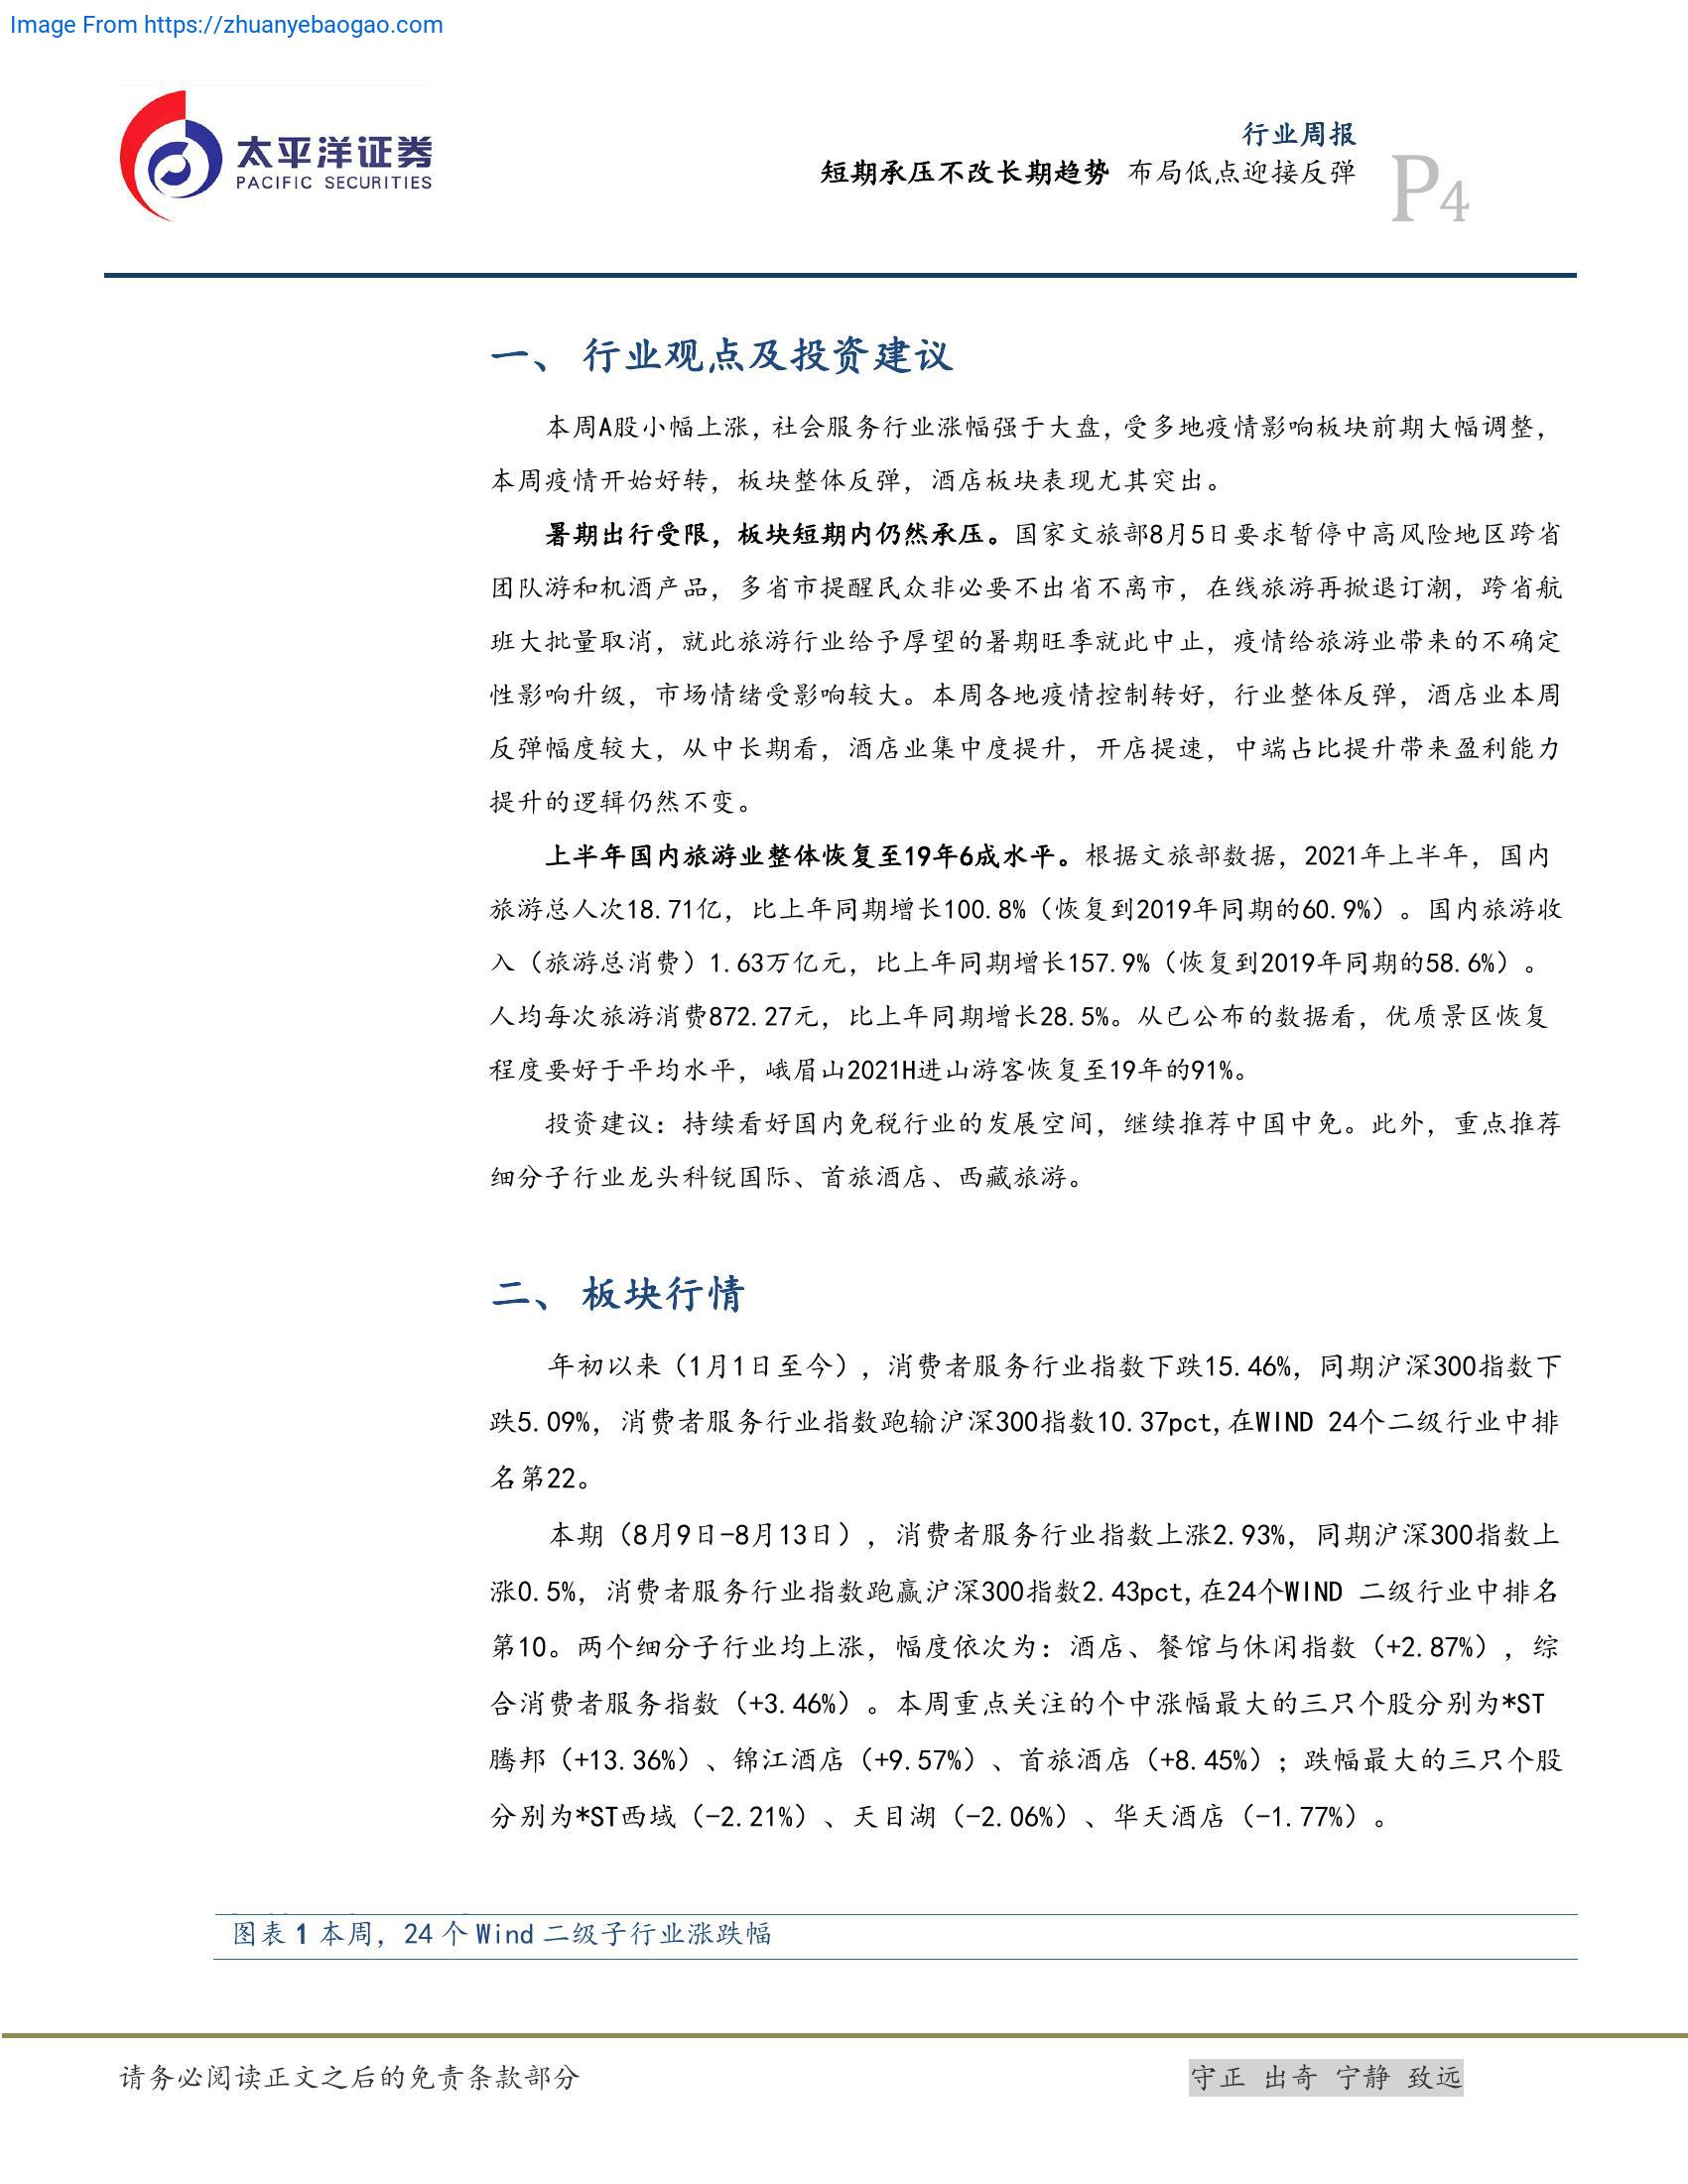 Image From https://zhuanyebaogao.com
太平洋证券
PACIFIC SECURITIES
行业周报
短期承压不改长期趋势 布局低点迎接反弹
P4
一、 行业观点及投资建议
本周A股小幅上涨，社会服务行业涨幅强于大盘，受多地疫情影响板块前期大幅调整，
本周疫情开始好转，板块整体反弹，酒店板块表现尤其突出。
暑期出行受限，板块短期内仍然承压。国家文旅部8月5日要求暂停中高风险地区跨省
团队游和机酒产品，多省市提醒民众非必要不出省不离市，在线旅游再掀退订潮，跨省航
班大批量取消，就此旅游行业给予厚望的暑期旺季就此中止，疫情给旅游业带来的不确定
性影响升级，市场情绪受影响较大。本周各地疫情控制转好，行业整体反弹，酒店业本周
反弹幅度较大，从中长期看，酒店业集中度提升，开店提速，中端占比提升带来盈利能力
提升的逻辑仍然不变。
上半年国内旅游业整体恢复至19年6成水平。根据文旅部数据，2021年上半年，国内
旅游总人次18.71亿，比上年同期增长100.8%（恢复到2019年同期的60.9%）。国内旅游收
入（旅游总消费）1.63万亿元，比上年同期增长157.9%（恢复到2019年同期的58.6%）。
人均每次旅游消费872.27元，比上年同期增长28.5%。从已公布的数据看，优质景区恢复
程度要好于平均水平，峨眉山2021H进山游客恢复至19年的91%。
投资建议：持续看好国内免税行业的发展空间，继续推荐中国中免。此外，重点推荐
细分子行业龙头科锐国际、首旅酒店、西藏旅游。
二、 板块行情
年初以来（1月1日至今），消费者服务行业指数下跌15.46%，同期沪深300指数下
跌5.09%，消费者服务行业指数跑输沪深300指数10.37pct,在WIND 24个二级行业中排
名第22。
本期（8月9日-8月13日），消费者服务行业指数上涨2.93%，同期沪深300指数上
涨0.5%，消费者服务行业指数跑赢沪深300指数2.43pct,在24个WIND 二级行业中排名
第10。两个细分子行业均上涨，幅度依次为：酒店、餐馆与休闲指数（+2.87%），综
合消费者服务指数（+3.46%）。本周重点关注的个中涨幅最大的三只个股分别为*ST
腾邦（+13.36%）、锦江酒店（+9.57%）、首旅酒店（+8.45%）；跌幅最大的三只个股
分别为*ST西域（-2.21%）、天目湖（-2.06%）、华天酒店（-1.77%）。
图表 1 本周，24 个 Wind 二级子行业涨跌幅
请务必阅读正文之后的免责条款部分
守正 出奇 宁静 致远